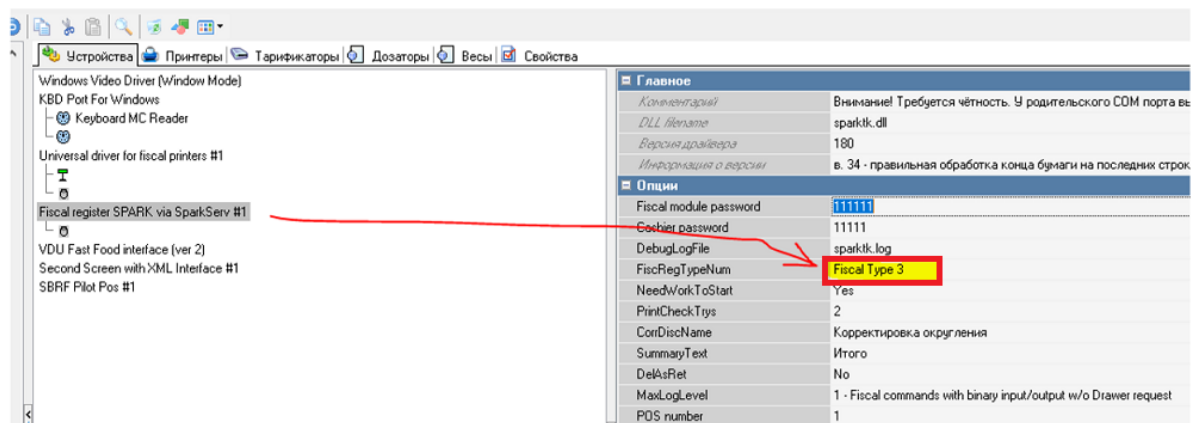 Устройства Принтеры Тарификаторы Дозаторы Весы Свойства
Windows Video Driver (Window Mode)
KBD Port For Windows
Keyboard MC Reader
Universal driver for fiscal printers #1
Fiscal register SPARK via SparkServ #1
VDU Fast Food interface (ver 2)
Second Screen with XML Interface #1
SBRF Pilot Pos #1
Главное
Комментарий Внимание! Требуется чётность. У родительского COM порта вы
DLL filename sparktk.dll
Версия драйвера 180
Информация о версии в. 34 - правильная обработка конца бумаги на последних строк
Опции
Fiscal module password 111111
Cashier password 11111
DebugLogFile sparktk.log
FiscRegTypeNum Fiscal Type 3
NeedWorkToStart Yes
PrintCheckTrys 2
CorrDiscName Корректировка округления
SummaryText Итого
DelAsRet No
MaxLogLevel 1 - Fiscal commands with binary input/output w/o Drawer request
POS number 1